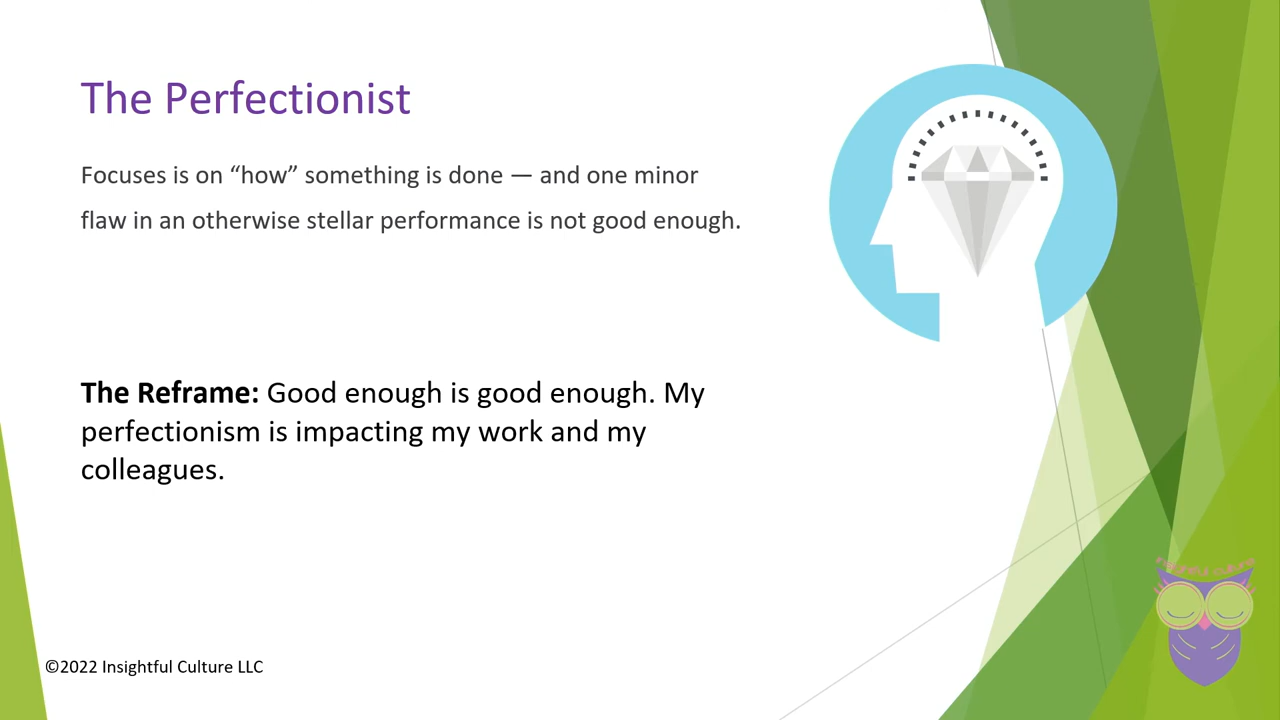 The Perfectionist
Focuses is on “how” something is done — and one minor
flaw in an otherwise stellar performance is not good enough.
The Reframe: Good enough is good enough. My
perfectionism is impacting my work and my
colleagues.
©2022 Insightful Culture LLC
insightful culture